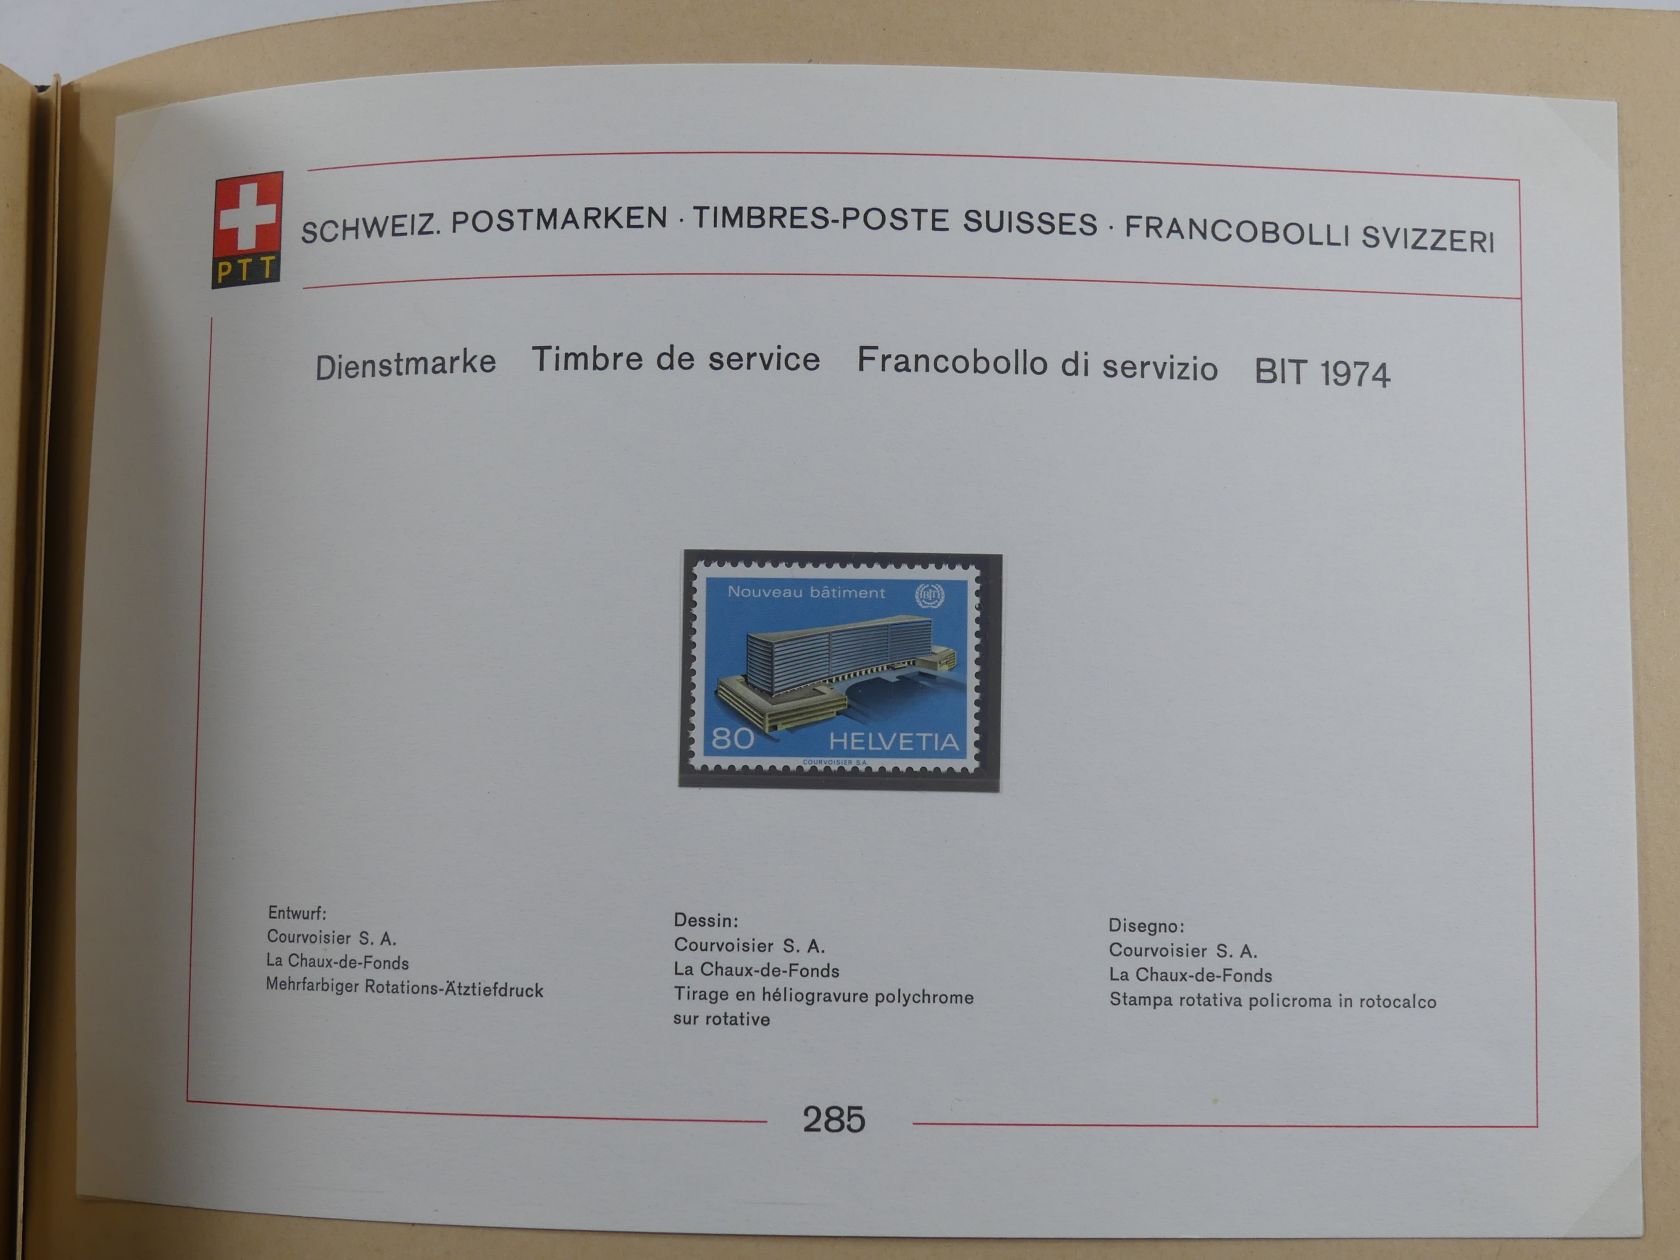 PTT
SCHWEIZ. POSTMARKEN · TIMBRES-POSTE SUISSES · FRANCOBOLLI SVIZZERI
Dienstmarke Timbre de service Francobollo di servizio BIT 1974
Nouveau bâtiment
BIT
80 HELVETIA
COURVOISIER S.A.
Entwurf:
Courvoisier S. A.
La Chaux-de-Fonds
Mehrfarbiger Rotations-Ätztiefdruck
Dessin:
Courvoisier S. A.
La Chaux-de-Fonds
Tirage en héliogravure polychrome
sur rotative
Disegno:
Courvoisier S. A.
La Chaux-de-Fonds
Stampa rotativa policroma in rotocalco
285